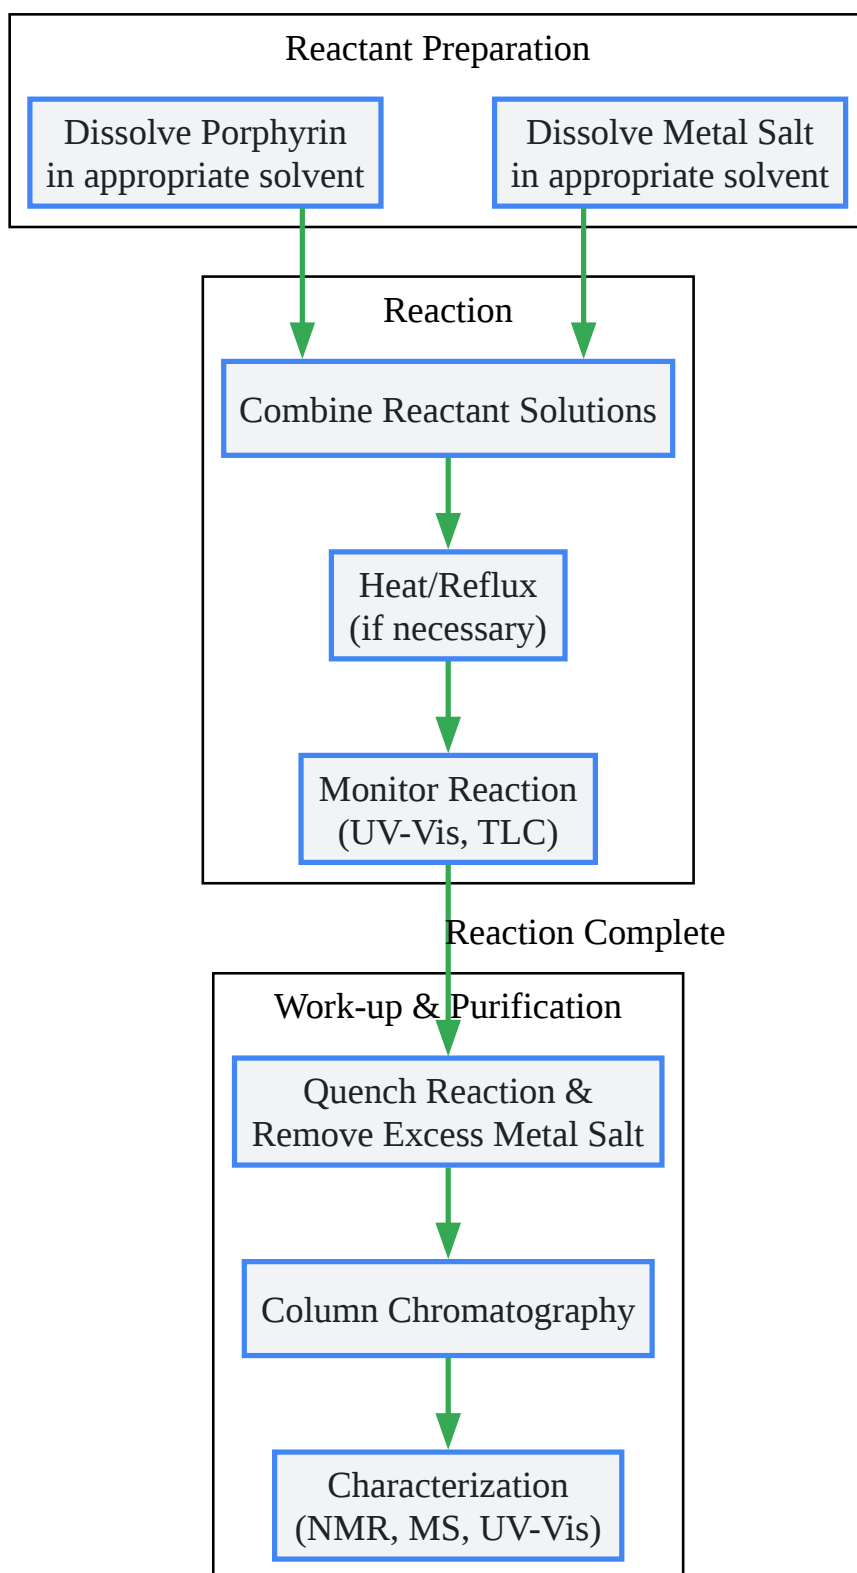 Reactant Preparation
Dissolve Porphyrin
in appropriate solvent
Dissolve Metal Salt
in appropriate solvent
Reaction
Combine Reactant Solutions
Heat/Reflux
(if necessary)
Monitor Reaction
(UV-Vis, TLC)
Reaction Complete
Work-up & Purification
Quench Reaction &
Remove Excess Metal Salt
Column Chromatography
Characterization
(NMR, MS, UV-Vis)